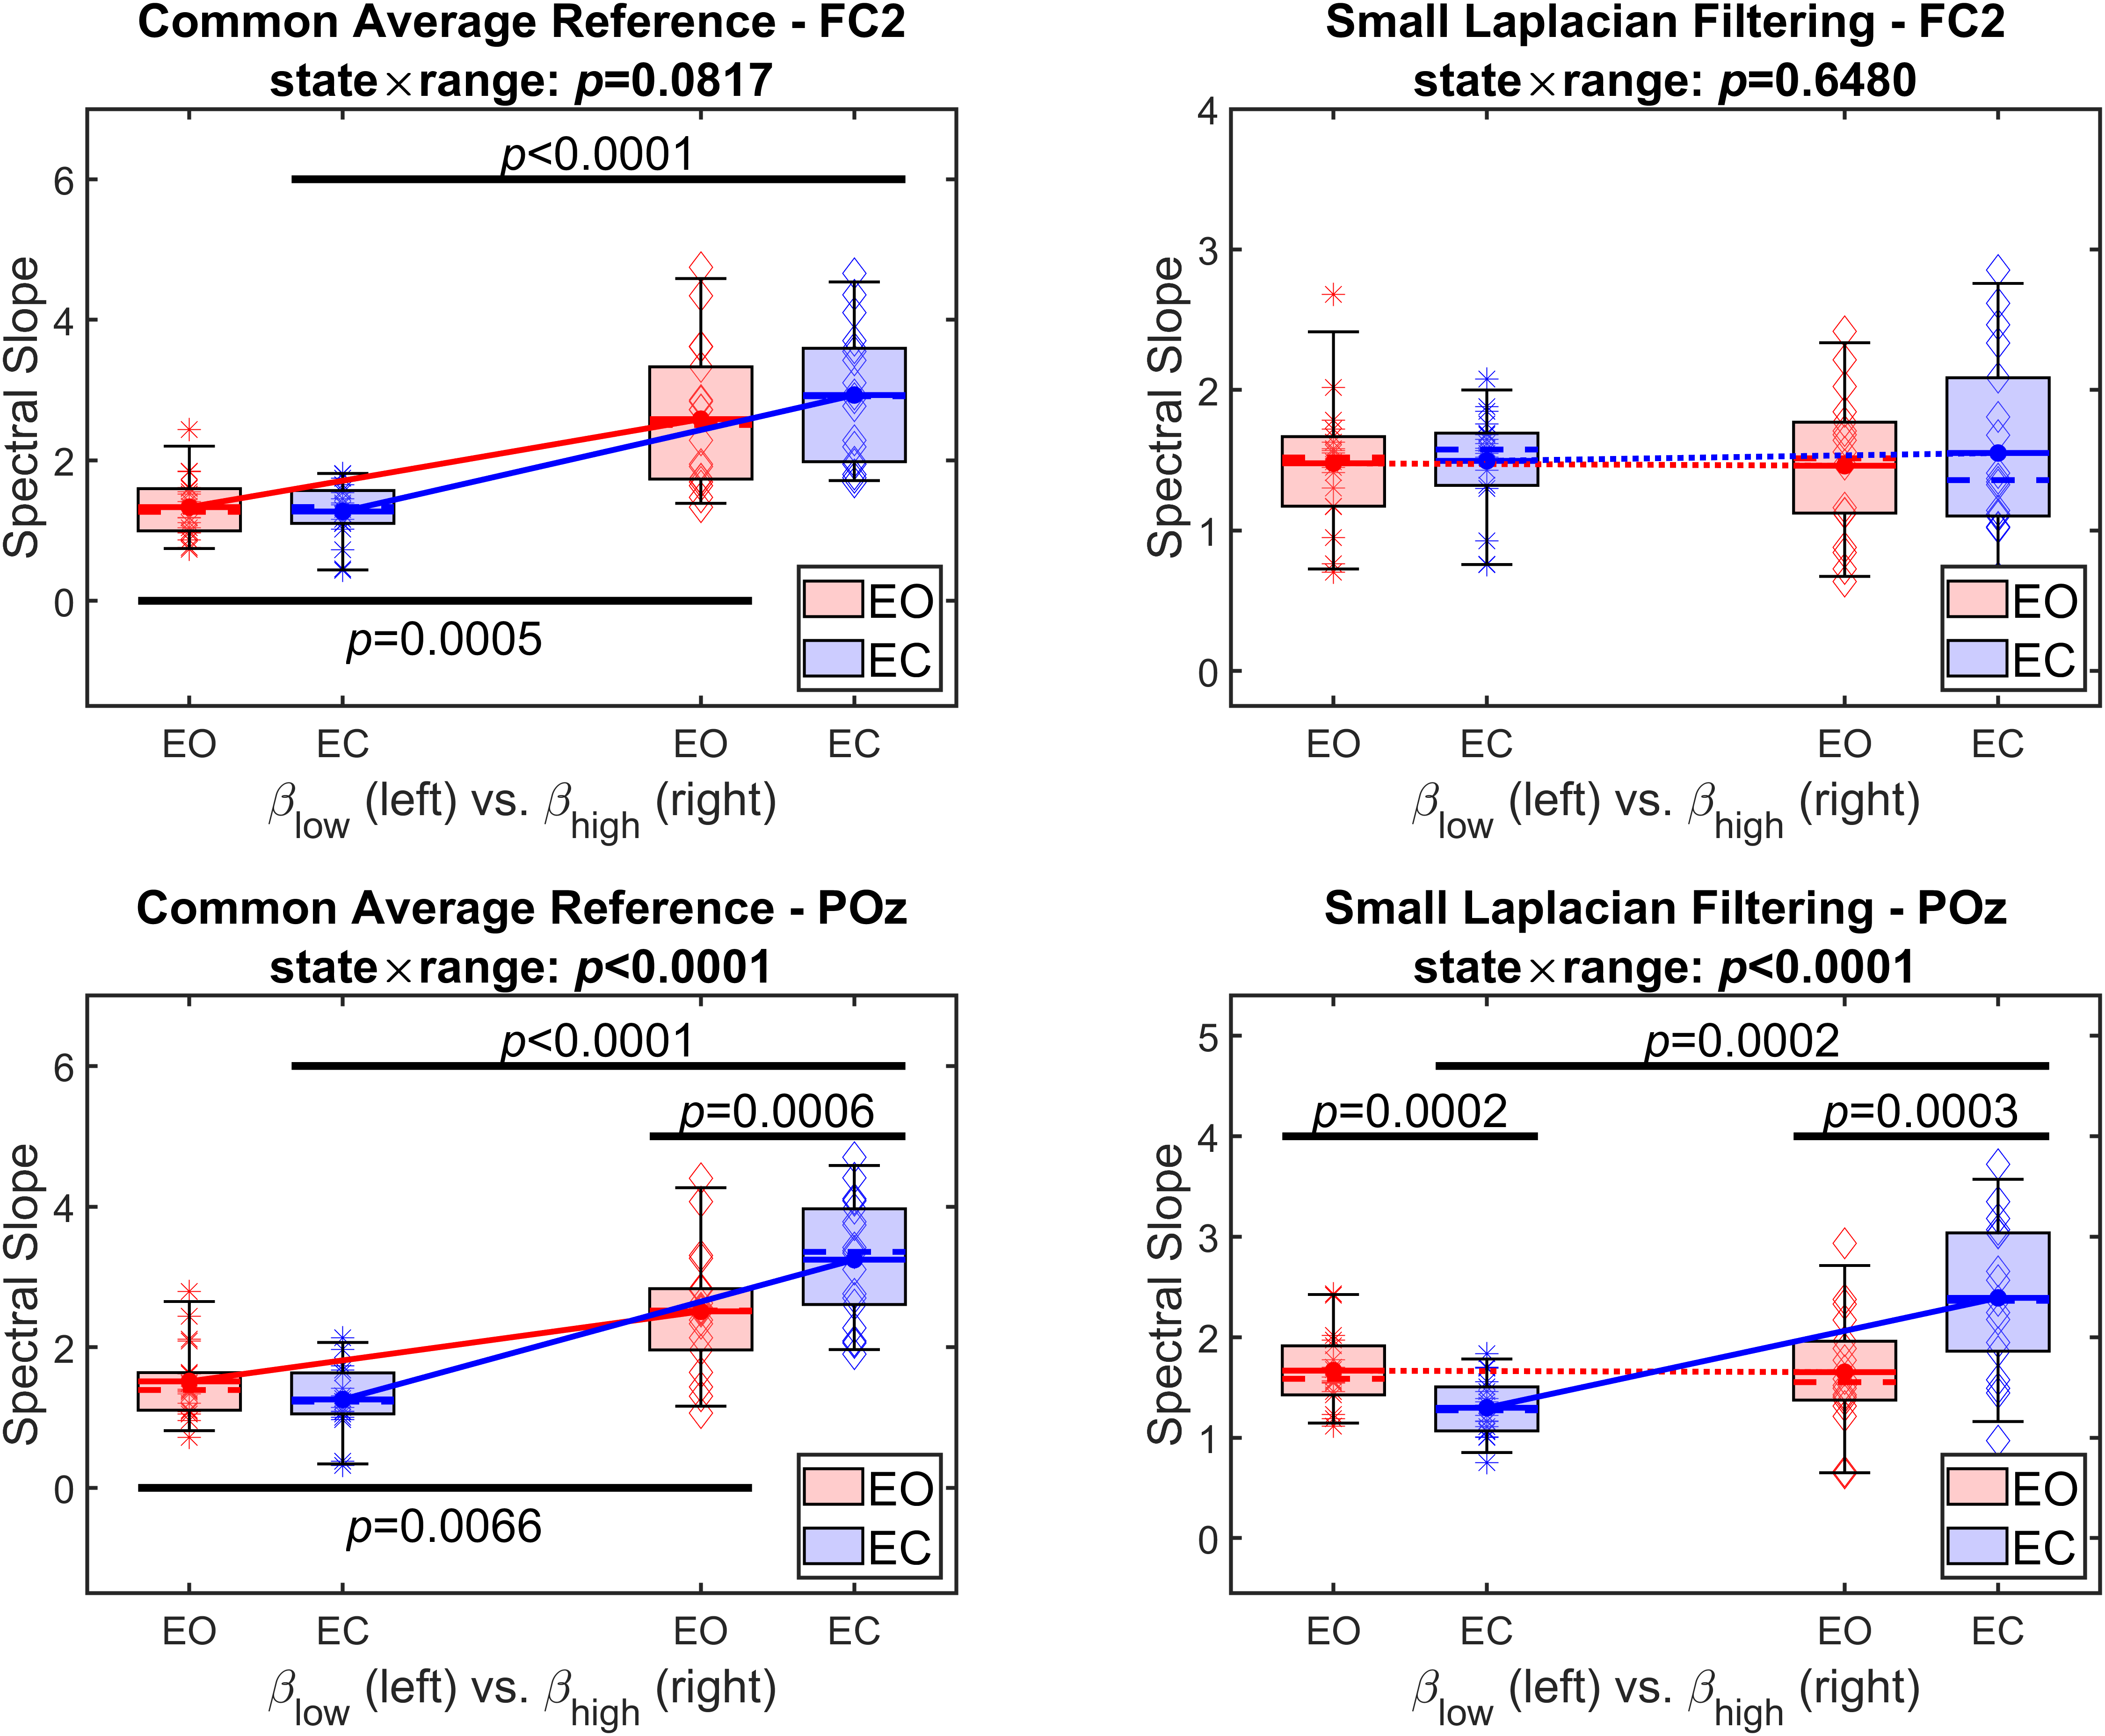 Common Average Reference - FC2
state×range: p=0.0817
p<0.0001
6
4
2
0
Spectral Slope
p=0.0005
EO
EC
EO
EC
EO
EC
βlow (left) vs. βhigh (right)
Small Laplacian Filtering - FC2
state×range: p=0.6480
4
3
2
1
0
Spectral Slope
EO
EC
EO
EC
EO
EC
βlow (left) vs. βhigh (right)
Common Average Reference - POz
state×range: p<0.0001
p<0.0001
p=0.0006
6
4
2
0
Spectral Slope
p=0.0066
EO
EC
EO
EC
EO
EC
βlow (left) vs. βhigh (right)
Small Laplacian Filtering - POz
state×range: p<0.0001
p=0.0002
p=0.0002
p=0.0003
5
4
3
2
1
0
Spectral Slope
EO
EC
EO
EC
EO
EC
βlow (left) vs. βhigh (right)